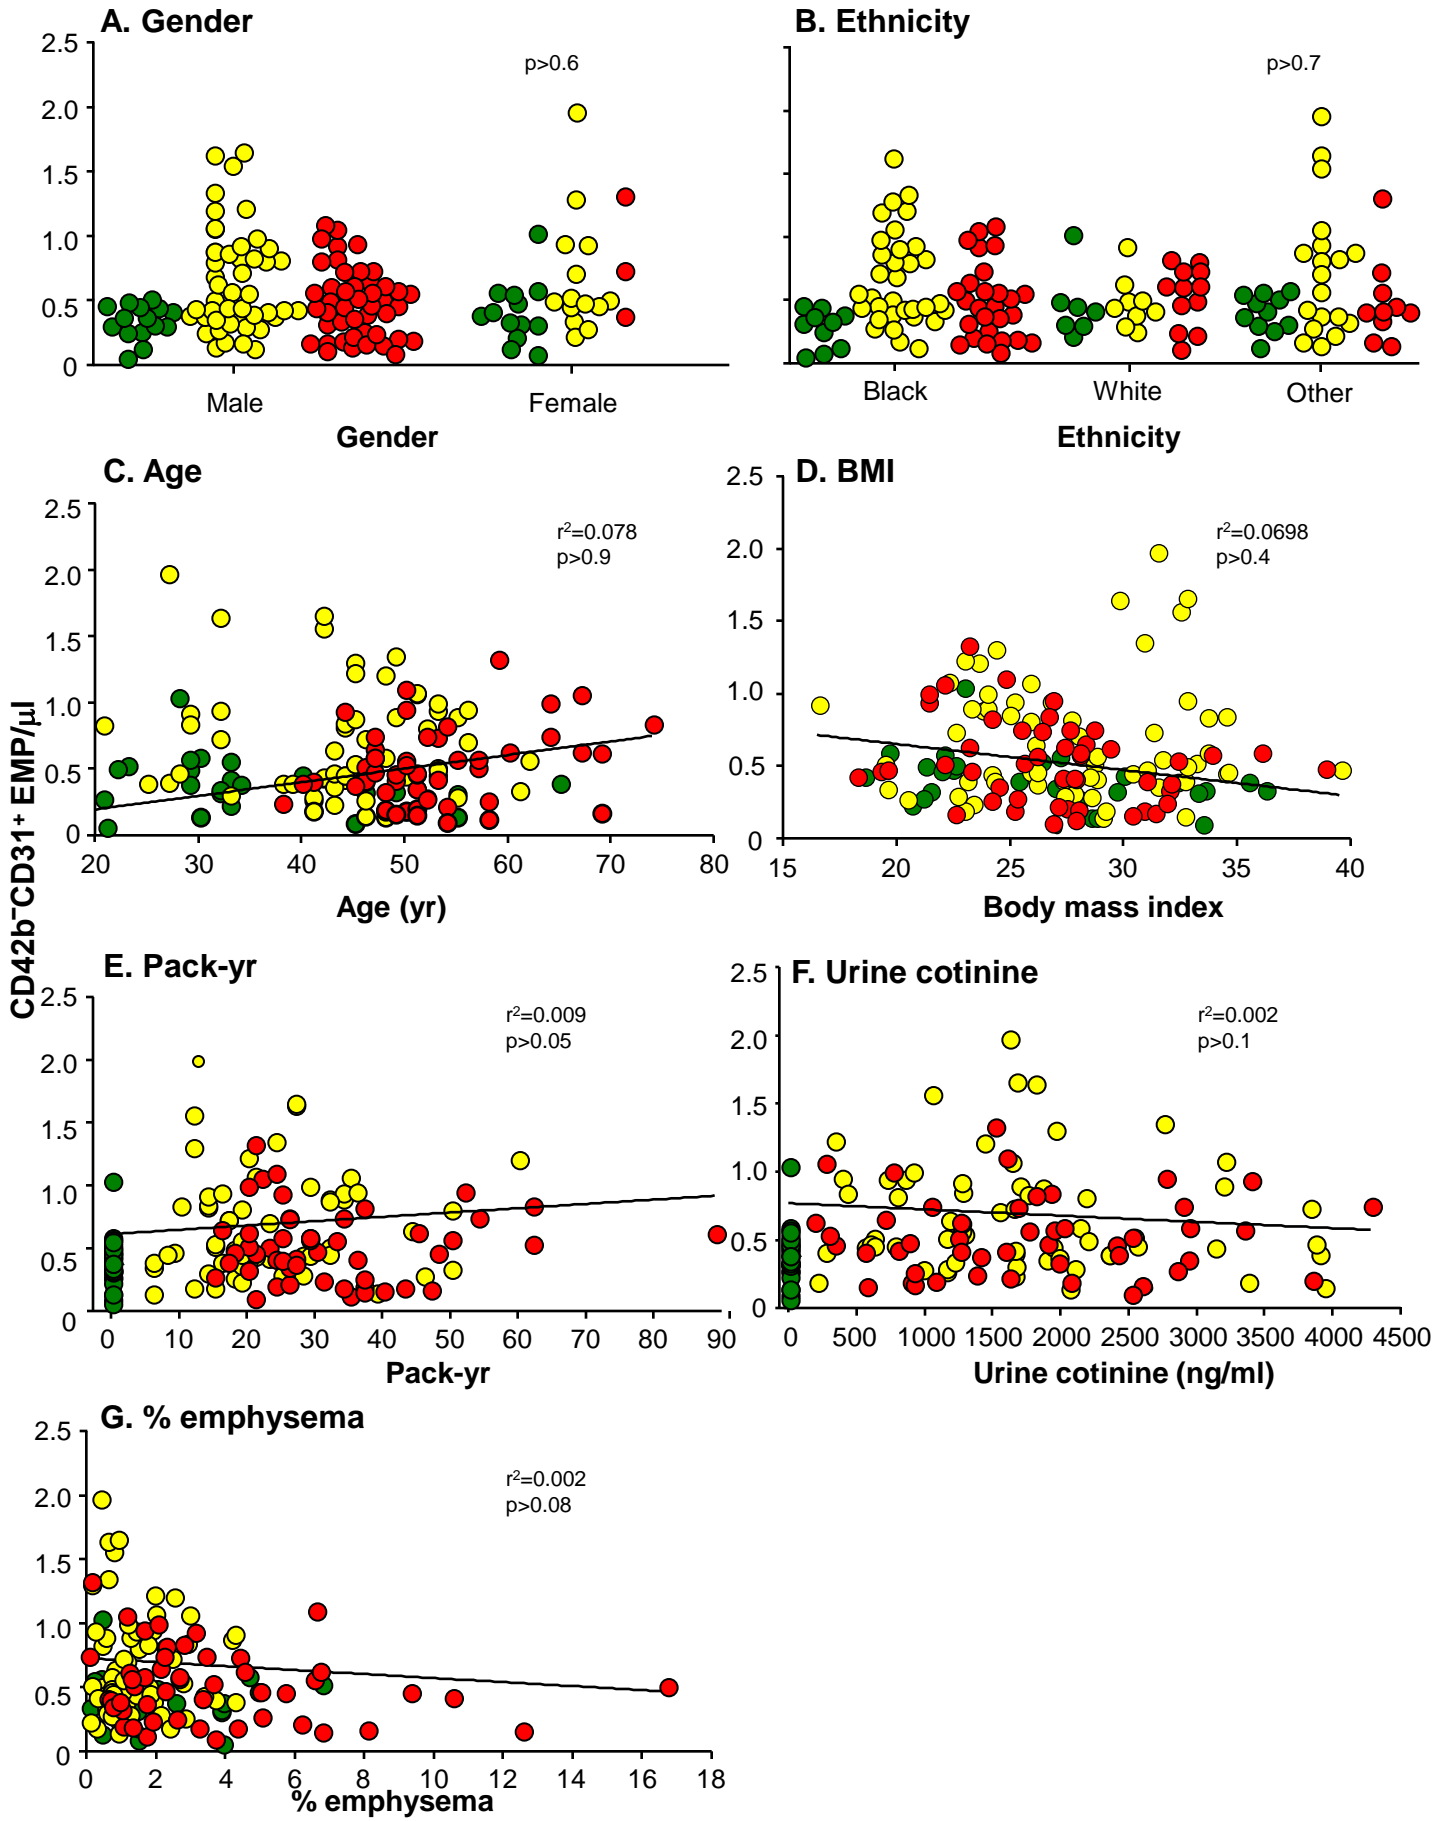 A. Gender
p>0.6
2.5
2.0
1.5
1.0
0.5
0
Male
Female
Gender
B. Ethnicity
p>0.7
Black
White
Other
Ethnicity
CD42b⁻CD31⁺ EMP/µl
C. Age
r²=0.078
p>0.9
2.5
2.0
1.5
1.0
0.5
0
20 30 40 50 60 70 80
Age (yr)
D. BMI
r²=0.0698
p>0.4
2.5
2.0
1.5
1.0
0.5
0
15 20 25 30 35 40
Body mass index
E. Pack-yr
r²=0.009
p>0.05
2.5
2.0
1.5
1.0
0.5
0
0 10 20 30 40 50 60 70 80 90
Pack-yr
F. Urine cotinine
r²=0.002
p>0.1
2.5
2.0
1.5
1.0
0.5
0
0 500 1000 1500 2000 2500 3000 3500 4000 4500
Urine cotinine (ng/ml)
G. % emphysema
r²=0.002
p>0.08
2.5
2.0
1.5
1.0
0.5
0
0 2 4 6 8 10 12 14 16 18
% emphysema